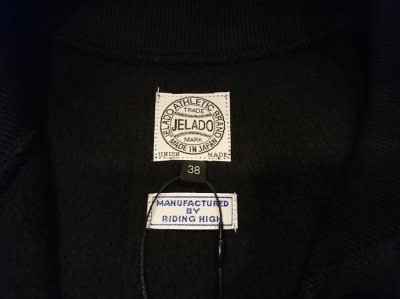 JELADO ATHLETIC BRAND
TRADE
JELADO
MARK
MADE IN JAPAN
UNION MADE
38
MANUFACTURED
BY
RIDING HIGH